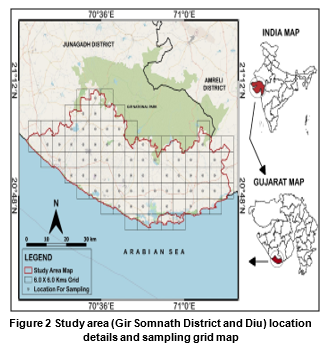 70°36'E 71°0'E
JUNAGADH DISTRICT
INDIA MAP
21°12'N
21°12'N
GIR NATIONAL PARK
AMRELI
DISTRICT
20°48'N
20°48'N
GUJARAT MAP
N
0 10 20 30 km
ARABIAN SEA
LEGEND
Study Area Map
6.0 X 6.0 Kms Grid
Location For Sampling
70°36'E 71°0'E
Figure 2 Study area (Gir Somnath District and Diu) location
details and sampling grid map